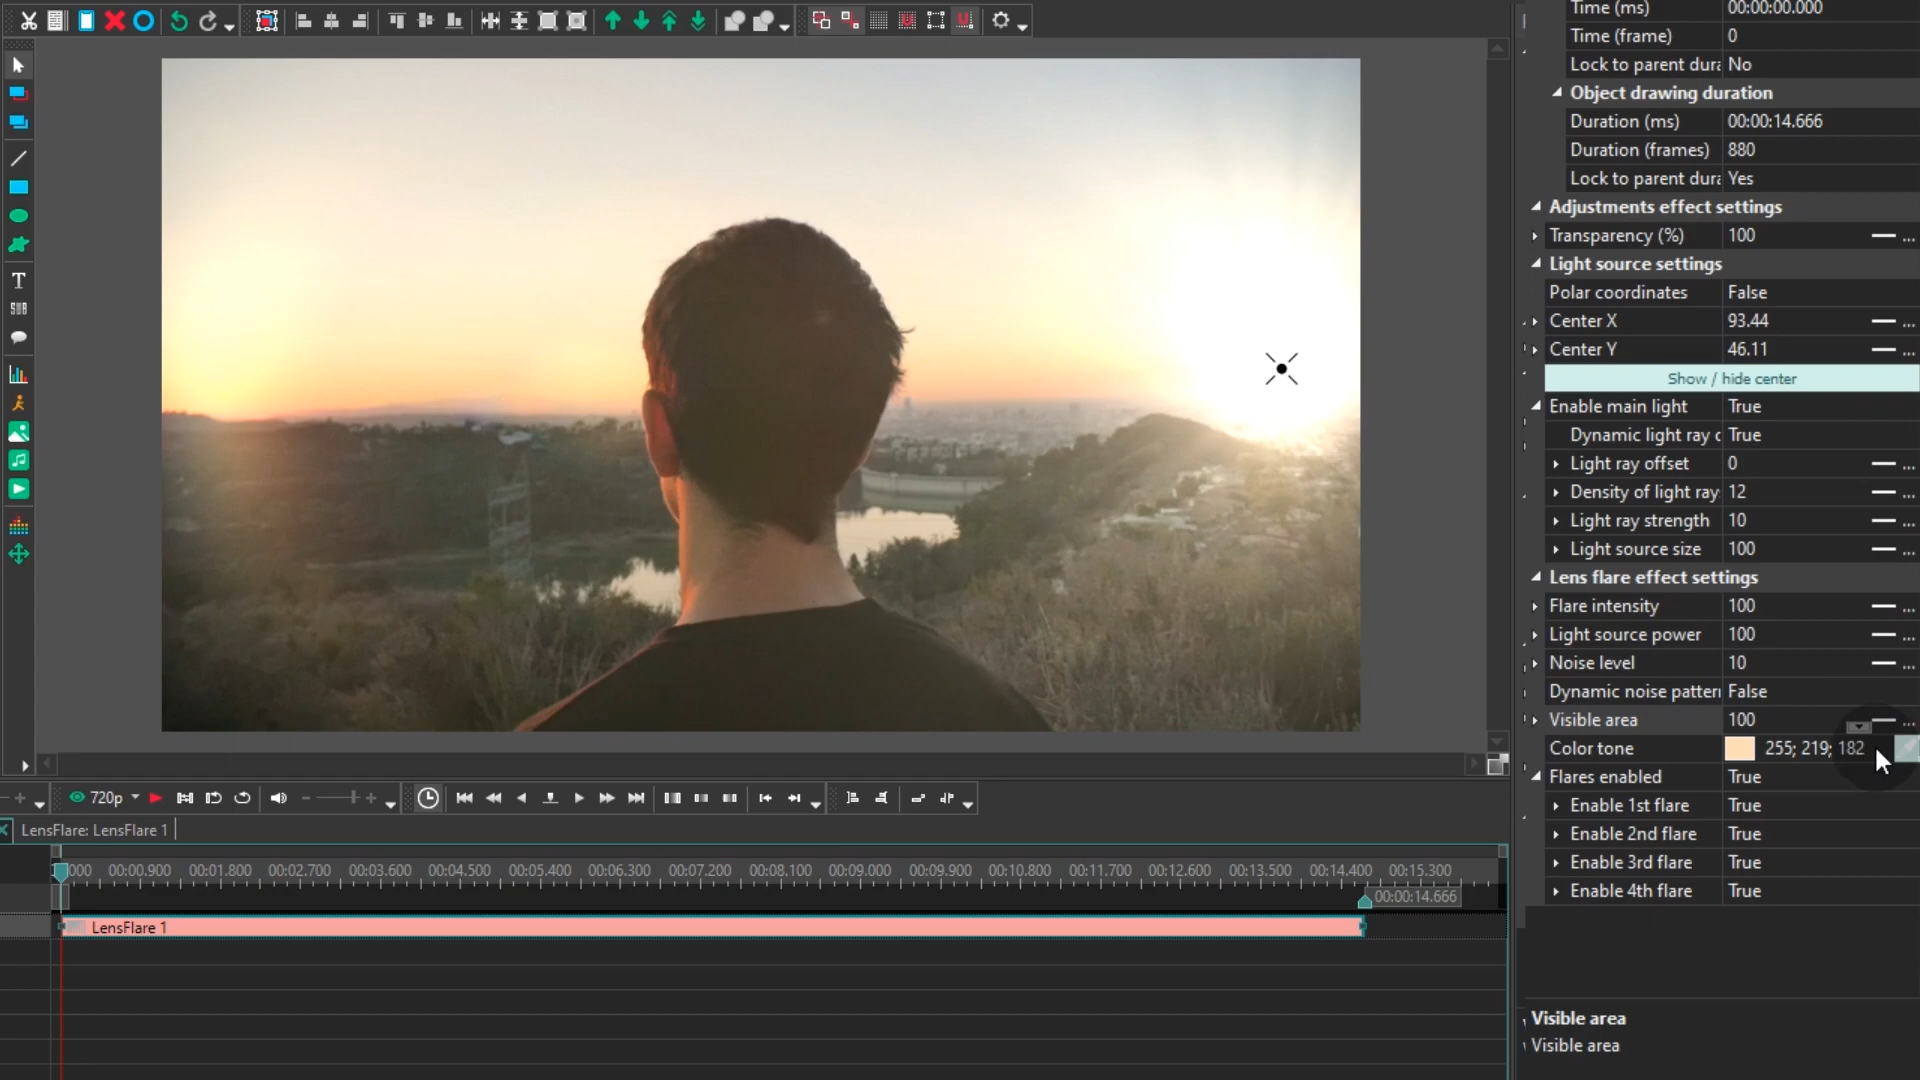 Time (ms) 00:00:00.000
Time (frame) 0
Lock to parent dura No
Object drawing duration
Duration (ms) 00:00:14.666
Duration (frames) 880
Lock to parent dura Yes
Adjustments effect settings
Transparency (%) 100 ...
Light source settings
Polar coordinates False
Center X 93.44 ...
Center Y 46.11 ...
Show / hide center
Enable main light True
Dynamic light ray c True
Light ray offset 0 ...
Density of light ray 12 ...
Light ray strength 10 ...
Light source size 100 ...
Lens flare effect settings
Flare intensity 100 ...
Light source power 100 ...
Noise level 10 ...
Dynamic noise pattern False
Visible area 100 ...
Color tone 255; 219; 182
Flares enabled True
Enable 1st flare True
Enable 2nd flare True
Enable 3rd flare True
Enable 4th flare True
Visible area
Visible area
T
SUB
720p
LensFlare: LensFlare 1
000 00:00.900 00:01.800 00:02.700 00:03.600 00:04.500 00:05.400 00:06.300 00:07.200 00:08.100 00:09.000 00:09.900 00:10.800 00:11.700 00:12.600 00:13.500 00:14.400 00:15.300
00:00:14.666
LensFlare 1